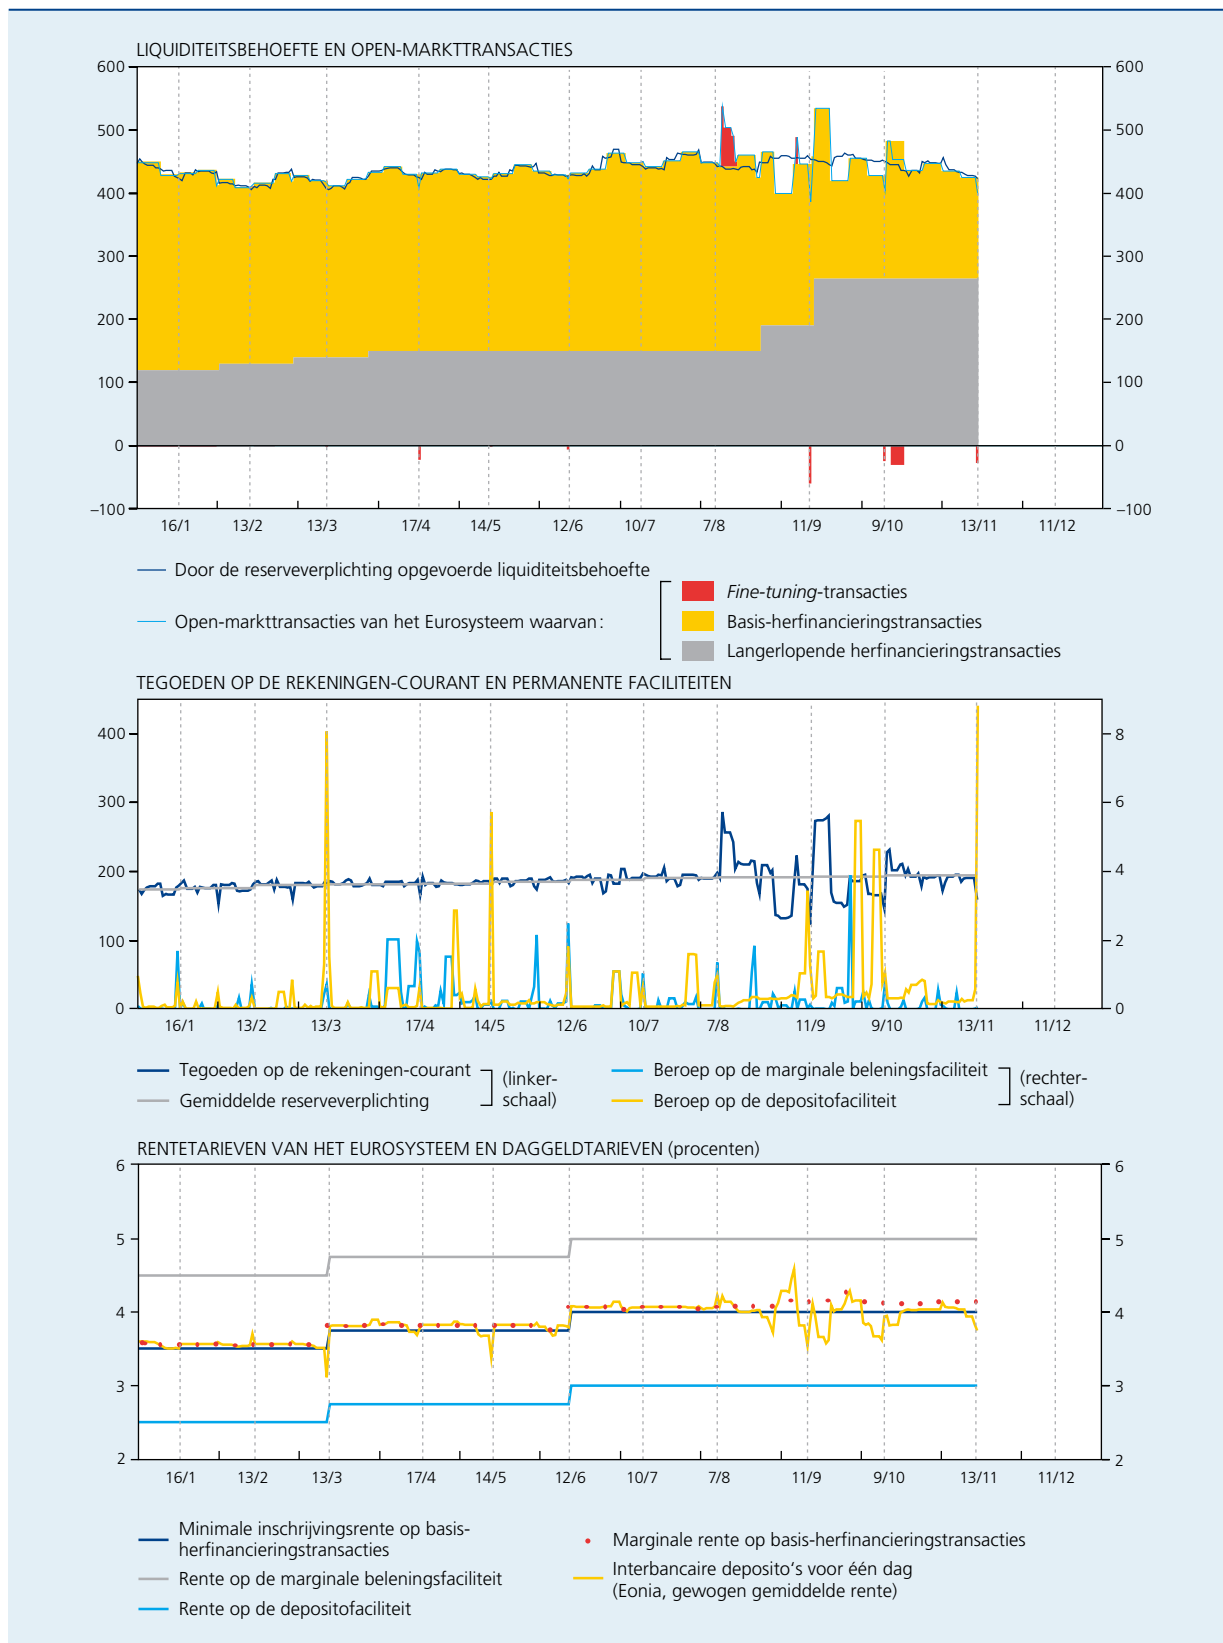 LIQUIDITEITSBEHOEFTE EN OPEN-MARKTTRANSACTIES
600 600
500 500
400 400
300 300
200 200
100 100
0 0
–100 –100
16/1 13/2 13/3 17/4 14/5 12/6 10/7 7/8 11/9 9/10 13/11 11/12
Door de reserveverplichting opgevoerde liquiditeitsbehoefte
Open-markttransacties van het Eurosysteem waarvan:
Fine-tuning-transacties
Basis-herfinancieringstransacties
Langerlopende herfinancieringstransacties
TEGOEDEN OP DE REKENINGEN-COURANT EN PERMANENTE FACILITEITEN
400 8
300 6
200 4
100 2
0 0
16/1 13/2 13/3 17/4 14/5 12/6 10/7 7/8 11/9 9/10 13/11 11/12
Tegoeden op de rekeningen-courant
Gemiddelde reserveverplichting
(linker-
schaal)
Beroep op de marginale beleningsfaciliteit
Beroep op de depositofaciliteit
(rechter-
schaal)
RENTETARIEVEN VAN HET EUROSYSTEEM EN DAGGELDTARIEVEN (procenten)
6 6
5 5
4 4
3 3
2 2
16/1 13/2 13/3 17/4 14/5 12/6 10/7 7/8 11/9 9/10 13/11 11/12
Minimale inschrijvingsrente op basis-
herfinancieringstransacties
Rente op de marginale beleningsfaciliteit
Rente op de depositofaciliteit
Marginale rente op basis-herfinancieringstransacties
Interbancaire deposito‘s voor één dag
(Eonia, gewogen gemiddelde rente)